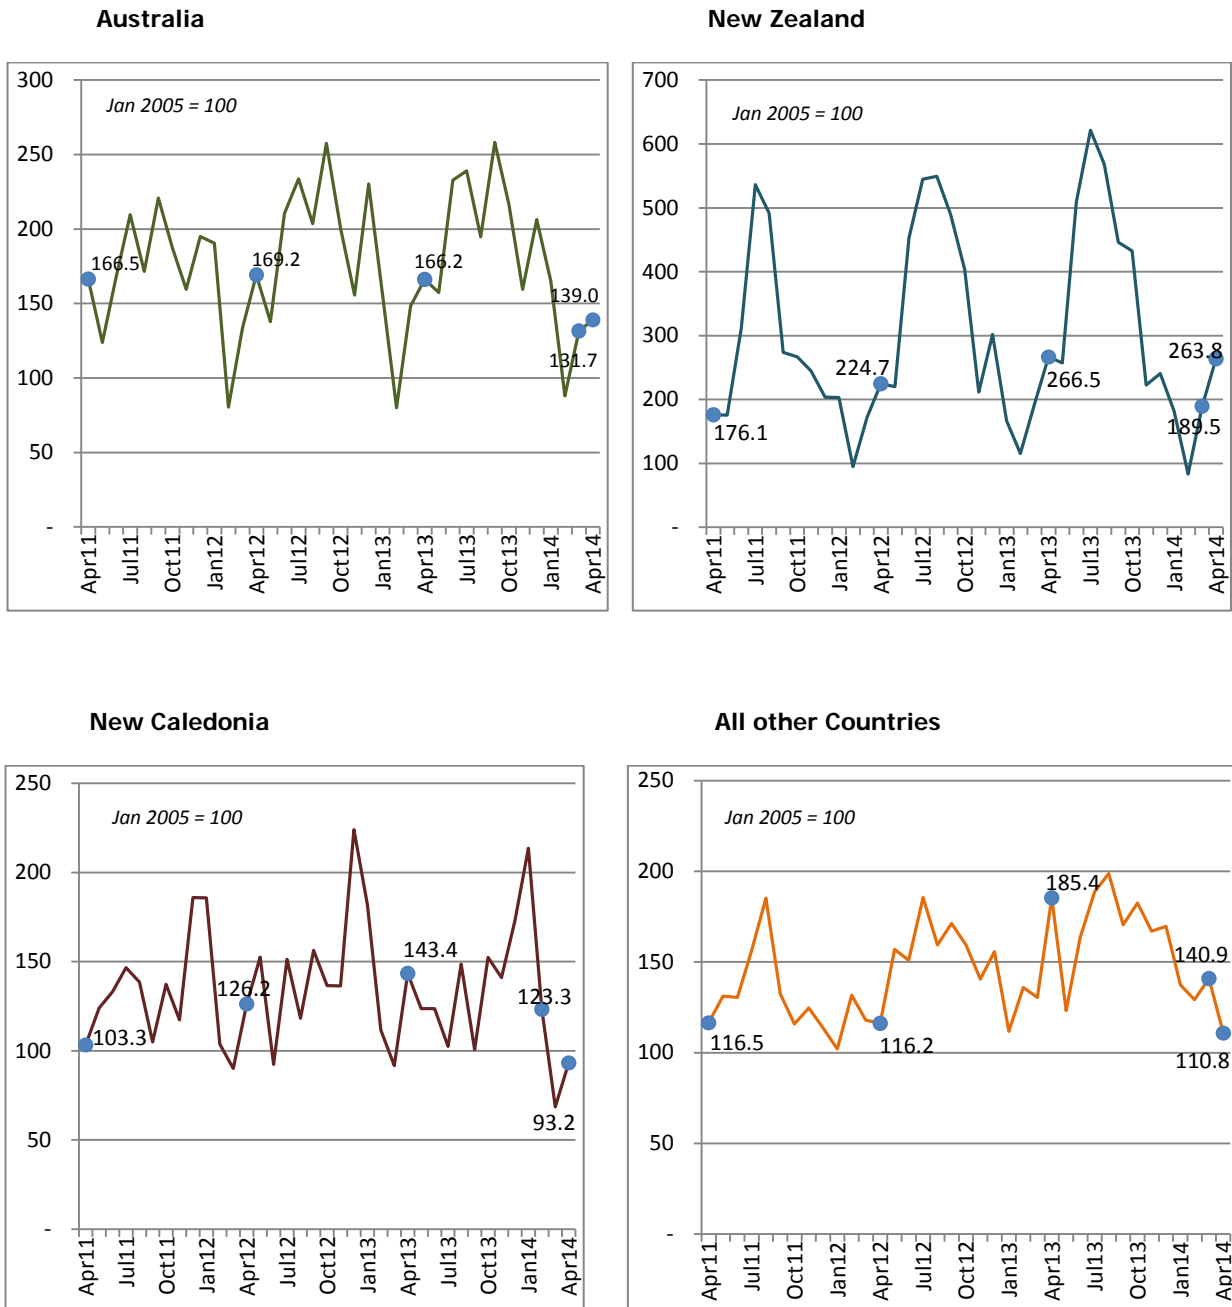 Australia
300
250
200
150
100
50
-
Jan 2005 = 100
166.5
169.2
166.2
139.0
131.7
Apr11
Jul11
Oct11
Jan12
Apr12
Jul12
Oct12
Jan13
Apr13
Jul13
Oct13
Jan14
Apr14
New Zealand
700
600
500
400
300
200
100
-
Jan 2005 = 100
176.1
224.7
266.5
263.8
189.5
Apr11
Jul11
Oct11
Jan12
Apr12
Jul12
Oct12
Jan13
Apr13
Jul13
Oct13
Jan14
Apr14
New Caledonia
250
200
150
100
50
-
Jan 2005 = 100
103.3
126.2
143.4
123.3
93.2
Apr11
Jul11
Oct11
Jan12
Apr12
Jul12
Oct12
Jan13
Apr13
Jul13
Oct13
Jan14
Apr14
All other Countries
250
200
150
100
50
-
Jan 2005 = 100
116.5
116.2
185.4
140.9
110.8
Apr11
Jul11
Oct11
Jan12
Apr12
Jul12
Oct12
Jan13
Apr13
Jul13
Oct13
Jan14
Apr14